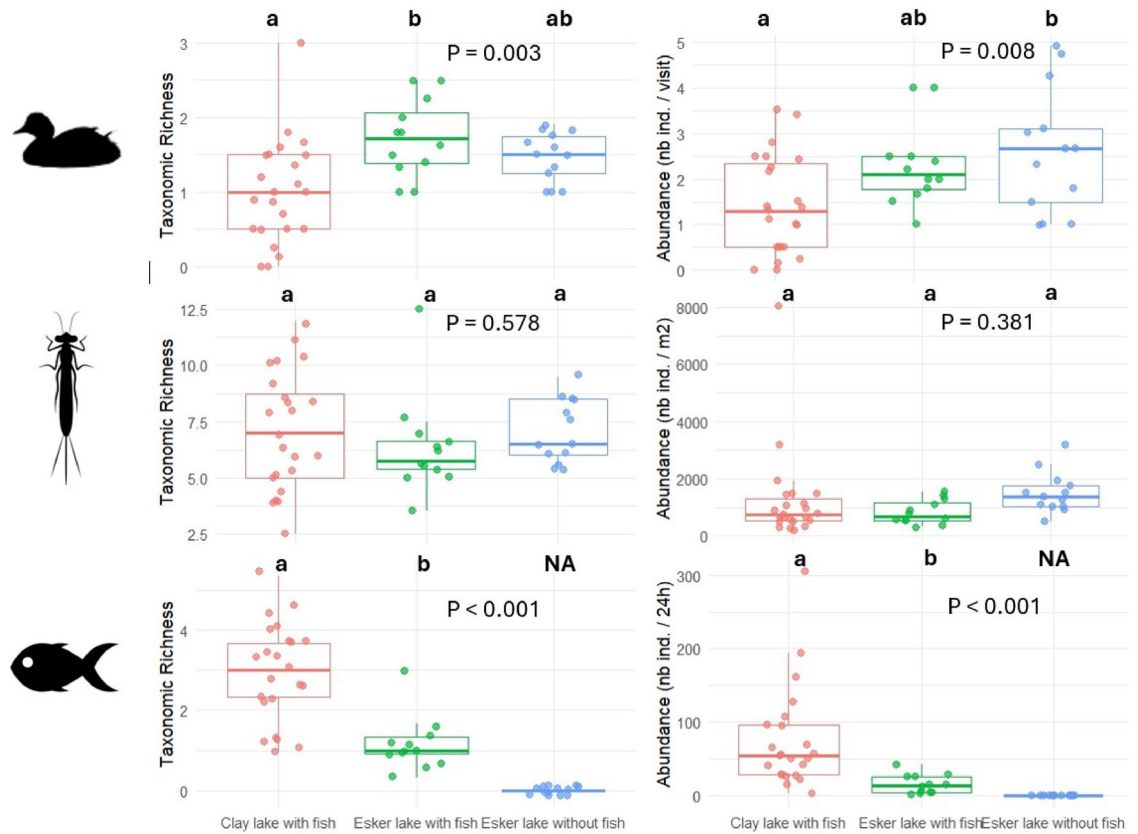 a b ab
Taxonomic Richness
3
2
1
0
P = 0.003
a ab b
Abundance (nb ind. / visit)
5
4
3
2
1
0
P = 0.008
a a a
Taxonomic Richness
12.5
10.0
7.5
5.0
2.5
P = 0.578
a a a
Abundance (nb ind. / m2)
8000
6000
4000
2000
0
P = 0.381
a b NA
Taxonomic Richness
4
2
0
P < 0.001
Clay lake with fish Esker lake with fish Esker lake without fish
a b NA
Abundance (nb ind. / 24h)
300
200
100
0
P < 0.001
Clay lake with fish Esker lake with fish Esker lake without fish